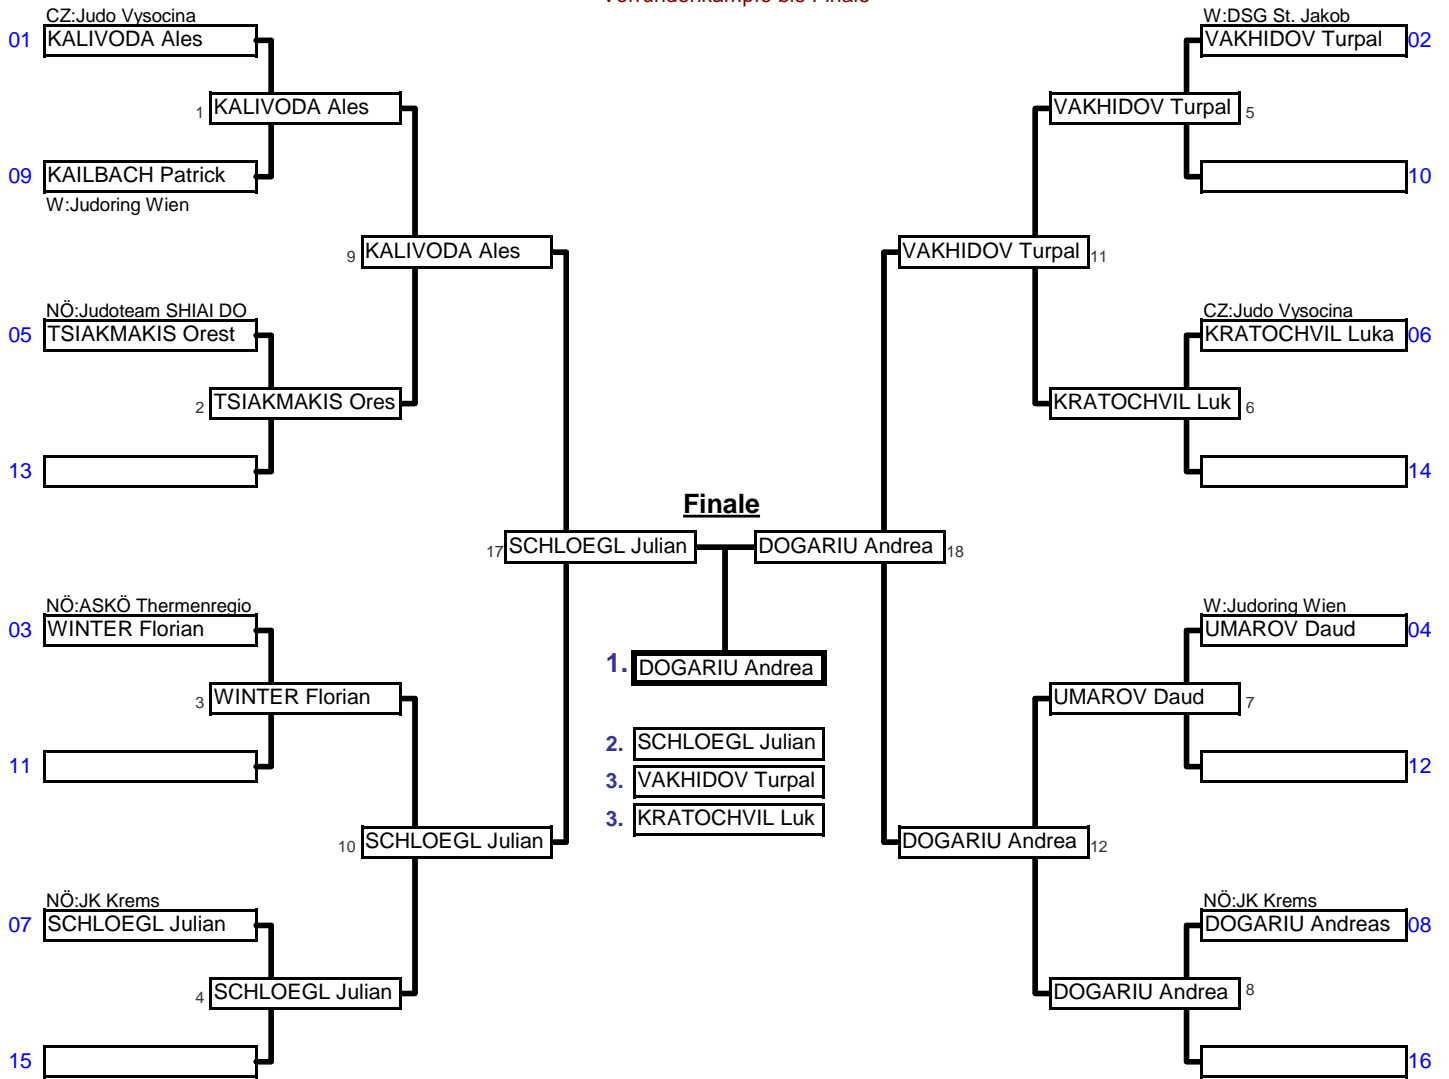 Vorrundenkämpfe bis Finale
CZ:Judo Vysocina
01 KALIVODA Ales
1 KALIVODA Ales
09 KAILBACH Patrick
W:Judoring Wien
9 KALIVODA Ales
NÖ:Judoteam SHIAI DO
05 TSIAKMAKIS Orest
2 TSIAKMAKIS Ores
13
17 SCHLOEGL Julian
NÖ:ASKÖ Thermenregio
03 WINTER Florian
3 WINTER Florian
11
10 SCHLOEGL Julian
NÖ:JK Krems
07 SCHLOEGL Julian
4 SCHLOEGL Julian
15
Finale
1. DOGARIU Andrea
2. SCHLOEGL Julian
3. VAKHIDOV Turpal
3. KRATOCHVIL Luk
W:DSG St. Jakob
VAKHIDOV Turpal 02
VAKHIDOV Turpal 5
10
VAKHIDOV Turpal 11
CZ:Judo Vysocina
KRATOCHVIL Luka 06
KRATOCHVIL Luk 6
14
DOGARIU Andrea 18
W:Judoring Wien
UMAROV Daud 04
UMAROV Daud 7
12
DOGARIU Andrea 12
NÖ:JK Krems
DOGARIU Andreas 08
DOGARIU Andrea 8
16